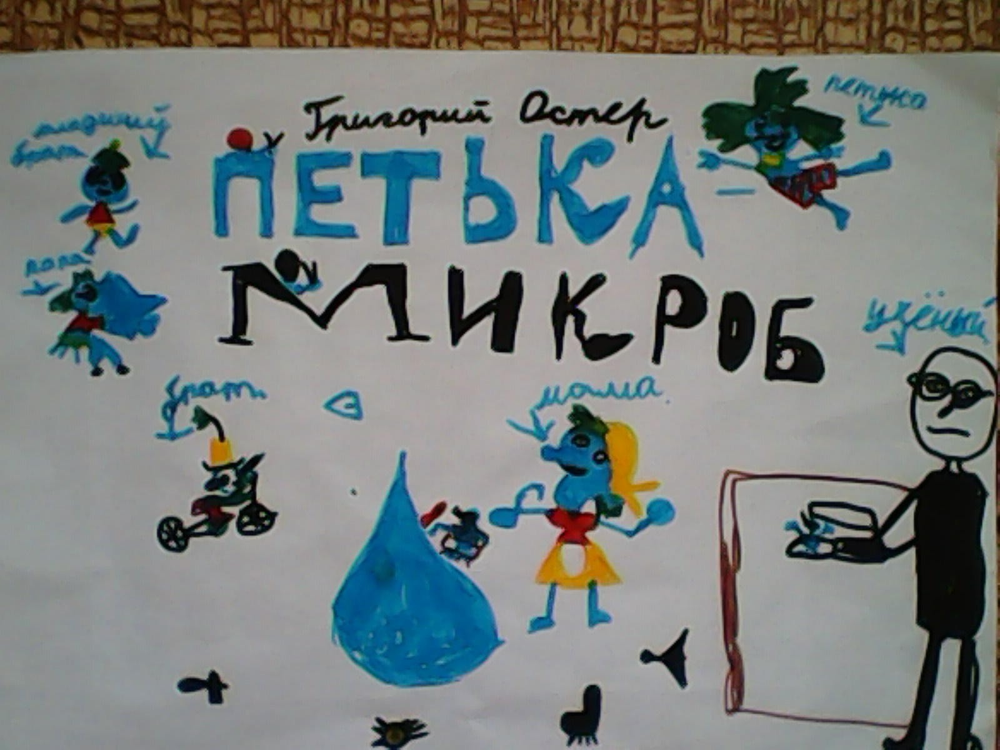 Григорий Остер
ПЕТЬКА
МИКРОБ
петька
младший
брат
папа
учёный
брат
мама